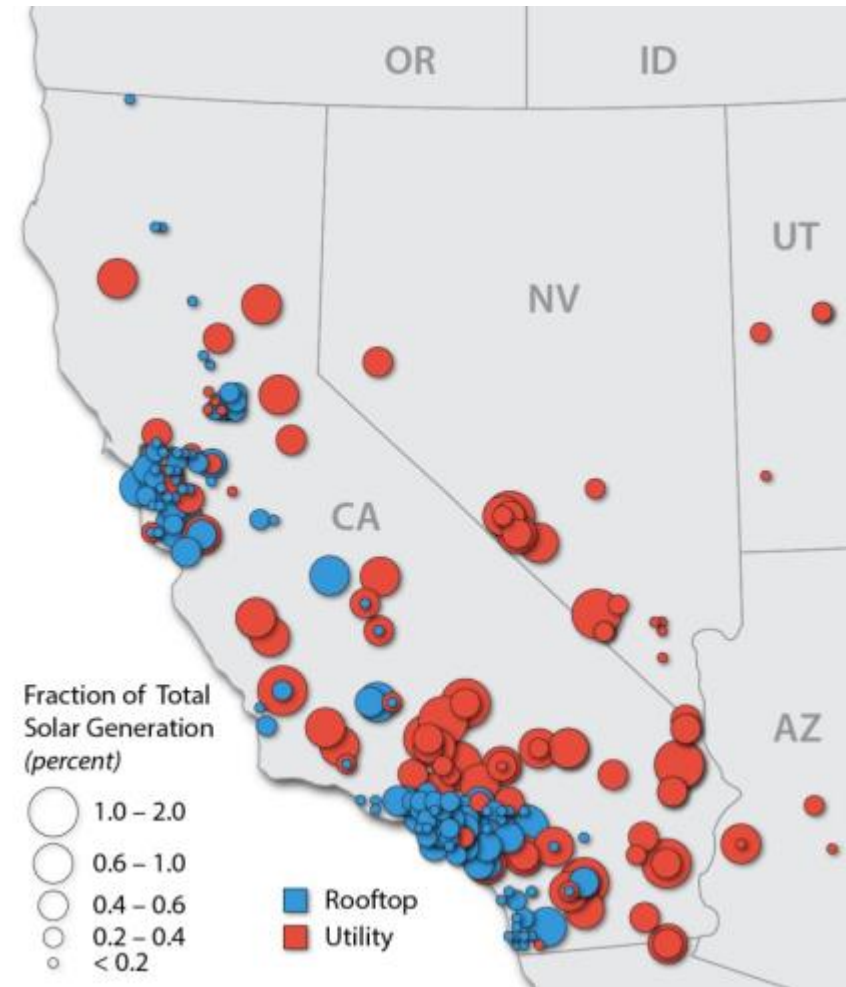 OR
ID
UT
NV
CA
AZ
Fraction of Total
Solar Generation
(percent)
1.0 – 2.0
0.6 – 1.0
0.4 – 0.6
0.2 – 0.4
< 0.2
Rooftop
Utility